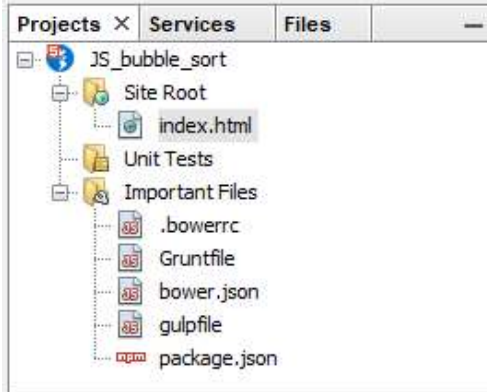 Projects × Services Files
JS_bubble_sort
Site Root
index.html
Unit Tests
Important Files
.bowerrc
Gruntfile
bower.json
gulpfile
npm package.json